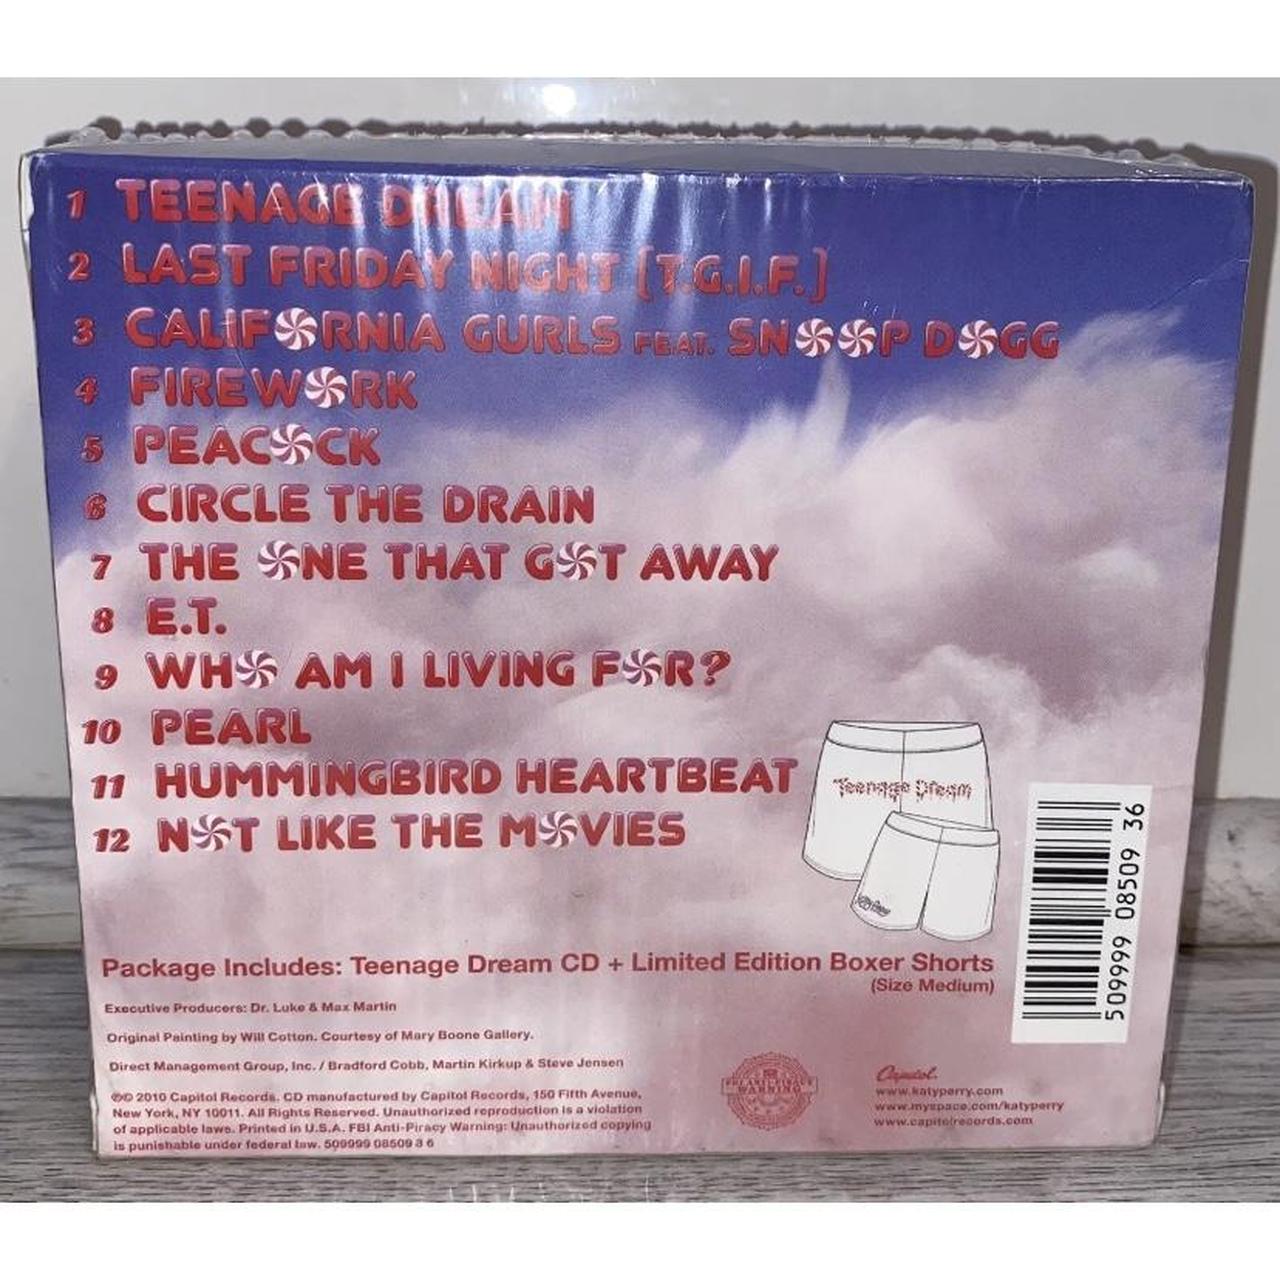 1 TEENAGE DREAM
2 LAST FRIDAY NIGHT [T.G.I.F.]
3 CALIFORNIA GURLS FEAT. SNOOP DOGG
4 FIREWORK
5 PEACOCK
6 CIRCLE THE DRAIN
7 THE ONE THAT GOT AWAY
8 E.T.
9 WHO AM I LIVING FOR?
10 PEARL
11 HUMMINGBIRD HEARTBEAT
12 NOT LIKE THE MOVIES
Teenage Dream
Package Includes: Teenage Dream CD + Limited Edition Boxer Shorts
(Size Medium)
Executive Producers: Dr. Luke & Max Martin
Original Painting by Will Cotton. Courtesy of Mary Boone Gallery.
Direct Management Group, Inc. / Bradford Cobb, Martin Kirkup & Steve Jensen
℗© 2010 Capitol Records. CD manufactured by Capitol Records, 150 Fifth Avenue,
New York, NY 10011. All Rights Reserved. Unauthorized reproduction is a violation
of applicable laws. Printed in U.S.A. FBI Anti-Piracy Warning: Unauthorized copying
is punishable under federal law. 509999 08509 3 6
FBI ANTI-PIRACY
WARNING
Capitol.
www.katyperry.com
www.myspace.com/katyperry
www.capitolrecords.com
509999 08509 36